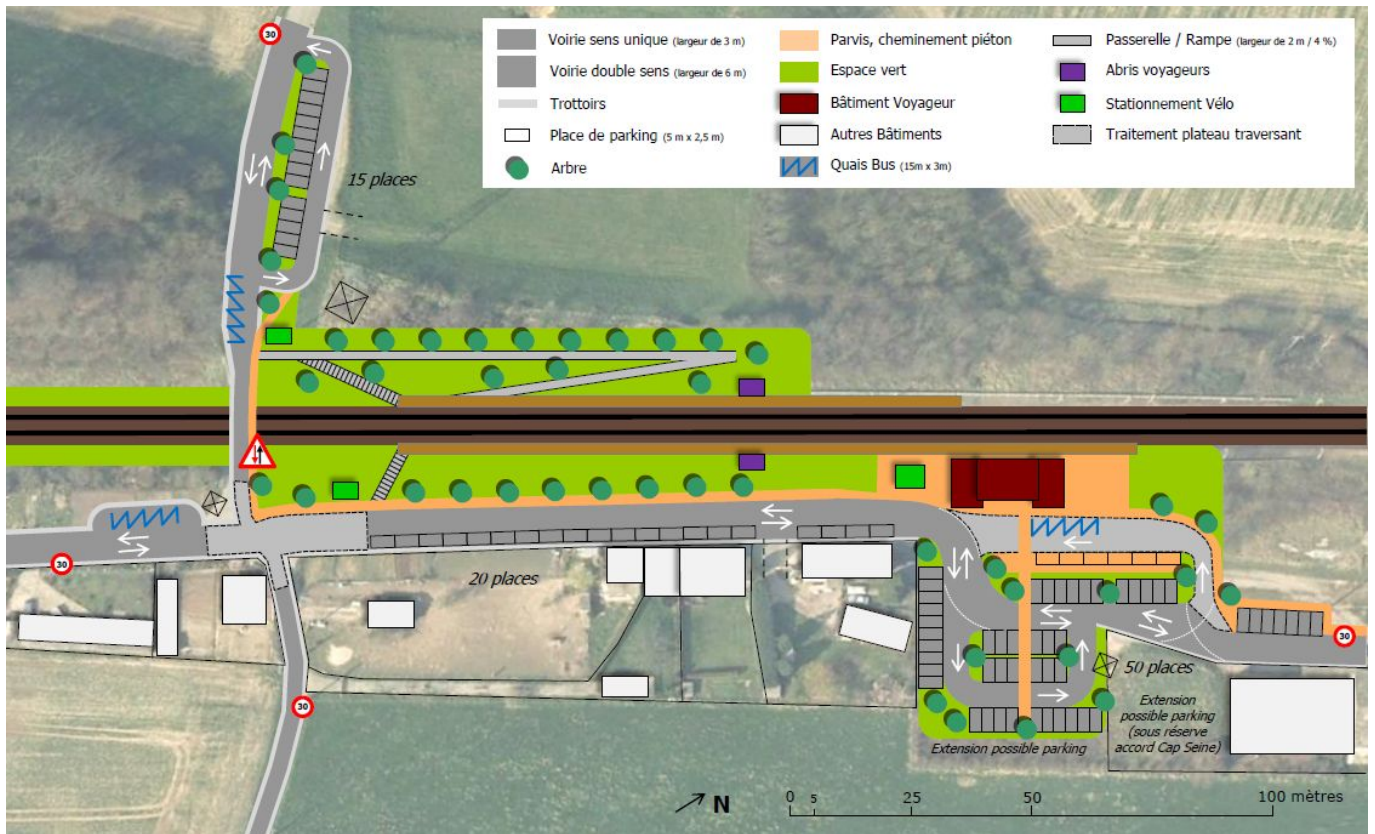 30
Voirie sens unique (largeur de 3 m)
Voirie double sens (largeur de 6 m)
Trottoirs
Place de parking (5 m x 2,5 m)
Arbre
Parvis, cheminement piéton
Espace vert
Bâtiment Voyageur
Autres Bâtiments
Quais Bus (15m x 3m)
Passerelle / Rampe (largeur de 2 m / 4 %)
Abris voyageurs
Stationnement Vélo
Traitement plateau traversant
15 places
30
20 places
30
50 places
30
Extension
possible parking
(sous réserve
accord Cap Seine)
Extension possible parking
N
0 5 25 50 100 mètres